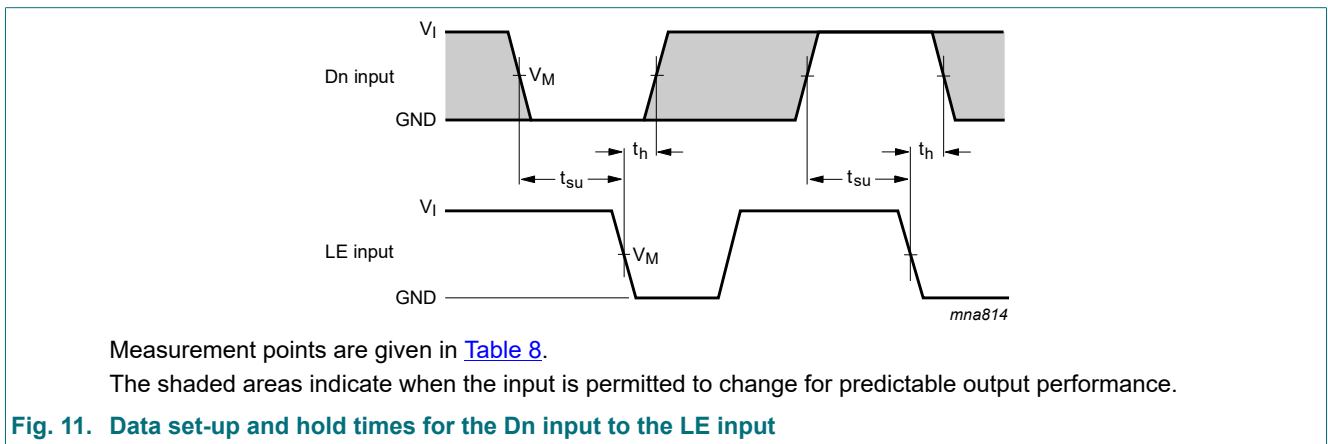 VI
Dn input
VM
GND
th
th
tsu
tsu
VI
LE input
VM
GND
mna814
Measurement points are given in Table 8.
The shaded areas indicate when the input is permitted to change for predictable output performance.
Fig. 11. Data set-up and hold times for the Dn input to the LE input